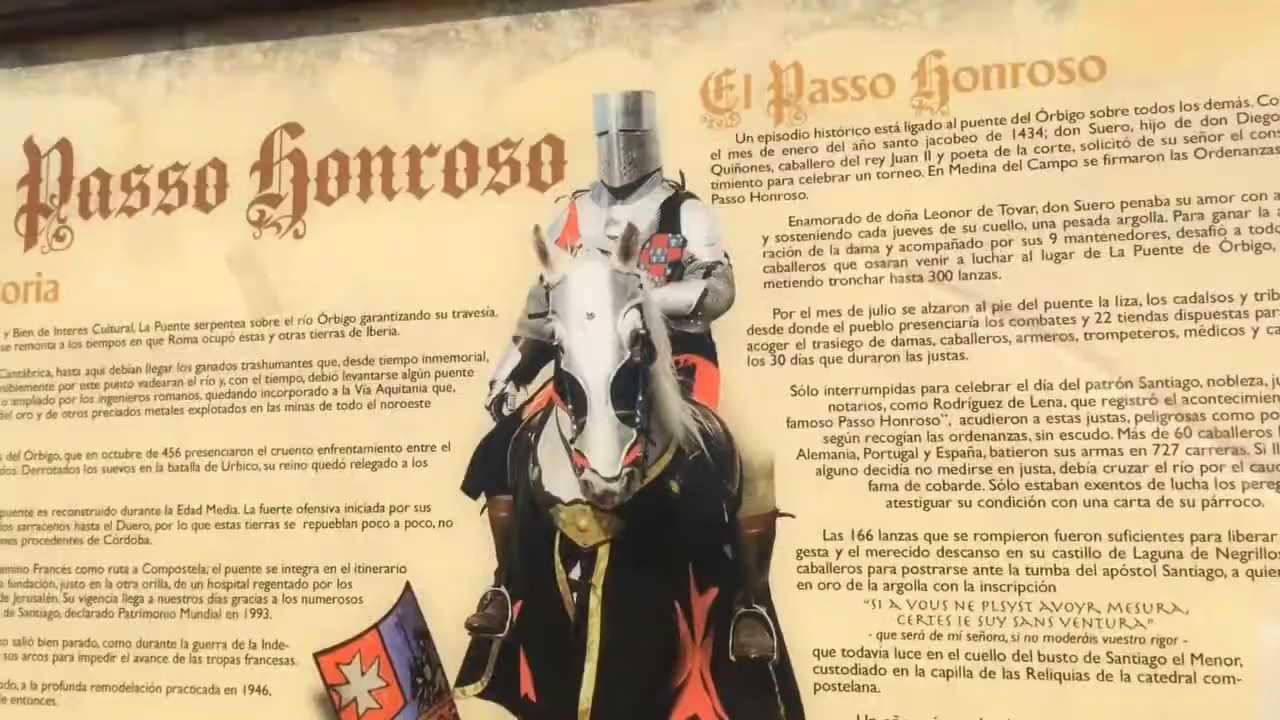 Passo Honroso
oria
y Bien de Interés Cultural, La Puente serpentea sobre el río Órbigo garantizando su travesía.
se remonta a los tiempos en que Roma ocupó éstas y otras tierras de Iberia.
Cantábrica, hasta aquí debían llegar los ganados trashumantes que, desde tiempo inmemorial,
siblemente por este punto vadearan el río y, con el tiempo, debió levantarse algún puente
o ampliado por los ingenieros romanos, quedando incorporado a la Vía Aquitania que,
del oro y de otros preciados metales explotados en las minas de todo el noroeste
del Órbigo, que en octubre de 456 presenciaron el cruento enfrentamiento entre el
dos. Derrotados los suevos en la batalla de Urbico, su reino quedó relegado a los
puente es reconstruido durante la Edad Media. La fuerte ofensiva iniciada por sus
os sarracenos hasta el Duero, por lo que estas tierras se repueblan poco a poco, no
procedentes de Córdoba.
amino Francés como ruta a Compostela; el puente se integra en el itinerario
fundación, justo en la otra orilla, de un hospital regentado por los
de Jerusalén. Su vigencia llega a nuestros días gracias a los numerosos
de Santiago, declarado Patrimonio Mundial en 1993.
no salió bien parado, como durante la guerra de la Inde-
sus arcos para impedir el avance de las tropas francesas.
ado, a la profunda remodelación practicada en 1946,
e entonces.
El Passo Honroso
Un episodio histórico está ligado al puente del Órbigo sobre todos los demás. Co
el mes de enero del año santo jacobeo de 1434; don Suero, hijo de don Diego
Quiñones, caballero del rey Juan II y poeta de la corte, solicitó de su señor el con
timiento para celebrar un torneo. En Medina del Campo se firmaron las Ordenanzas
Passo Honroso.
Enamorado de doña Leonor de Tovar, don Suero penaba su amor con a
y sosteniendo cada jueves de su cuello, una pesada argolla. Para ganar la a
ración de la dama y acompañado por sus 9 mantenedores, desafió a todo
caballeros que osaran venir a luchar al lugar de La Puente de Órbigo,
metiendo tronchar hasta 300 lanzas.
Por el mes de julio se alzaron al pie del puente la liza, los cadalsos y trib
desde donde el pueblo presenciaría los combates y 22 tiendas dispuestas par
acoger el trasiego de damas, caballeros, armeros, trompeteros, médicos y ca
los 30 días que duraron las justas.
Sólo interrumpidas para celebrar el día del patrón Santiago, nobleza, ju
notarios, como Rodríguez de Lena, que registró el acontecimien
famoso Passo Honroso", acudieron a estas justas, peligrosas como po
según recogían las ordenanzas, sin escudo. Más de 60 caballeros
Alemania, Portugal y España, batieron sus armas en 727 carreras. Si ll
alguno decidía no medirse en justa, debía cruzar el río por el cauc
fama de cobarde. Sólo estaban exentos de lucha los pereg
atestiguar su condición con una carta de su párroco.
Las 166 lanzas que se rompieron fueron suficientes para liberar
gesta y el merecido descanso en su castillo de Laguna de Negrillo
caballeros para postrarse ante la tumba del apóstol Santiago, a quien
en oro de la argolla con la inscripción
"SI A VOUS NE PLSYST AVOYR MESURA,
CERTES IE SUY SANS VENTURA"
- que será de mí señora, si no moderáis vuestro rigor -
que todavía luce en el cuello del busto de Santiago el Menor,
custodiado en la capilla de las Reliquias de la catedral com-
postelana.